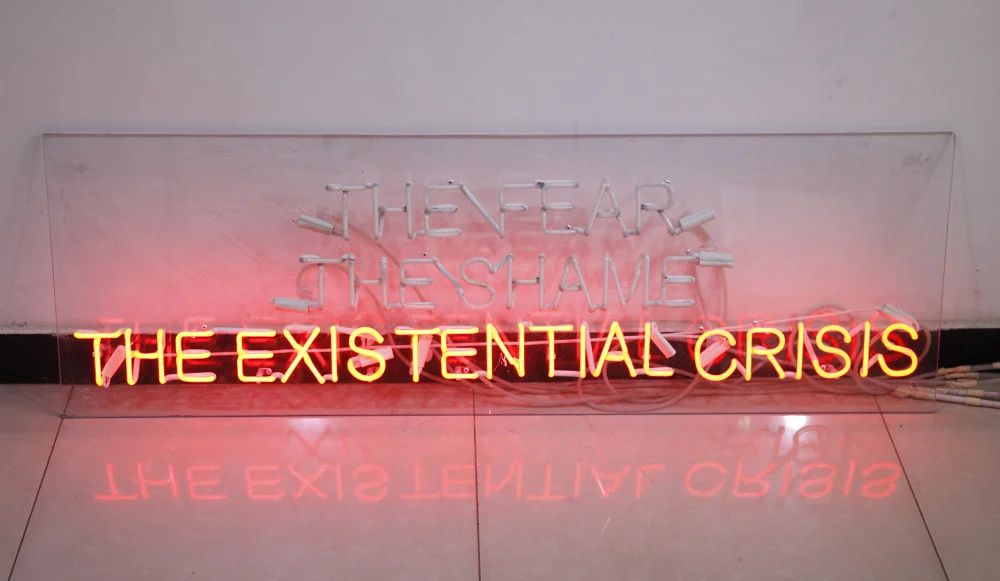 THE FEAR
THE SHAME
THE EXISTENTIAL CRISIS